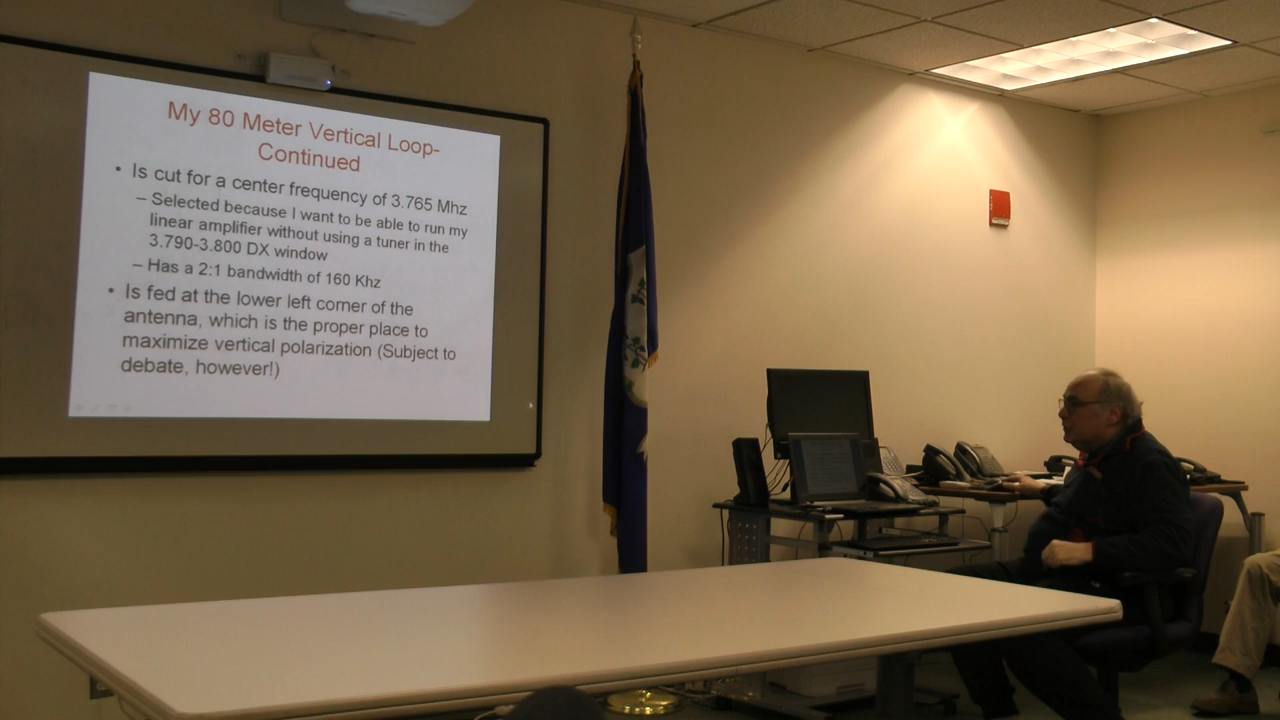 My 80 Meter Vertical Loop-
Continued
• Is cut for a center frequency of 3.765 Mhz
– Selected because I want to be able to run my
linear amplifier without using a tuner in the
3.790-3.800 DX window
– Has a 2:1 bandwidth of 160 Khz
• Is fed at the lower left corner of the
antenna, which is the proper place to
maximize vertical polarization (Subject to
debate, however!)